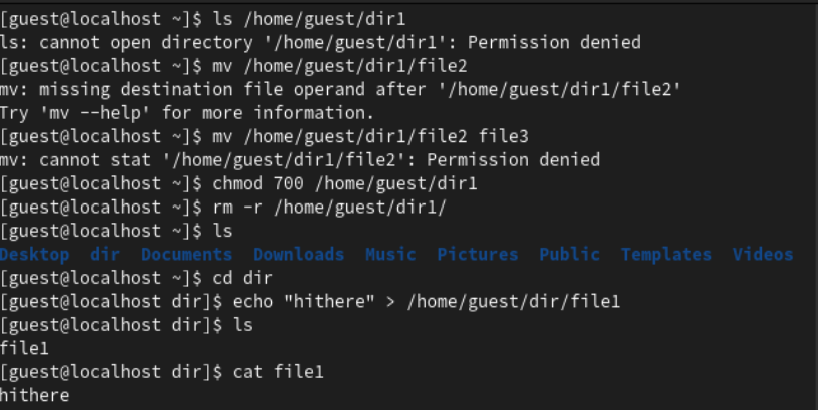 [guest@localhost ~]$ ls /home/guest/dir1
ls: cannot open directory '/home/guest/dir1': Permission denied
[guest@localhost ~]$ mv /home/guest/dir1/file2
mv: missing destination file operand after '/home/guest/dir1/file2'
Try 'mv --help' for more information.
[guest@localhost ~]$ mv /home/guest/dir1/file2 file3
mv: cannot stat '/home/guest/dir1/file2': Permission denied
[guest@localhost ~]$ chmod 700 /home/guest/dir1
[guest@localhost ~]$ rm -r /home/guest/dir1/
[guest@localhost ~]$ ls
Desktop  dir  Documents  Downloads  Music  Pictures  Public  Templates  Videos
[guest@localhost ~]$ cd dir
[guest@localhost dir]$ echo "hithere" > /home/guest/dir/file1
[guest@localhost dir]$ ls
file1
[guest@localhost dir]$ cat file1
hithere